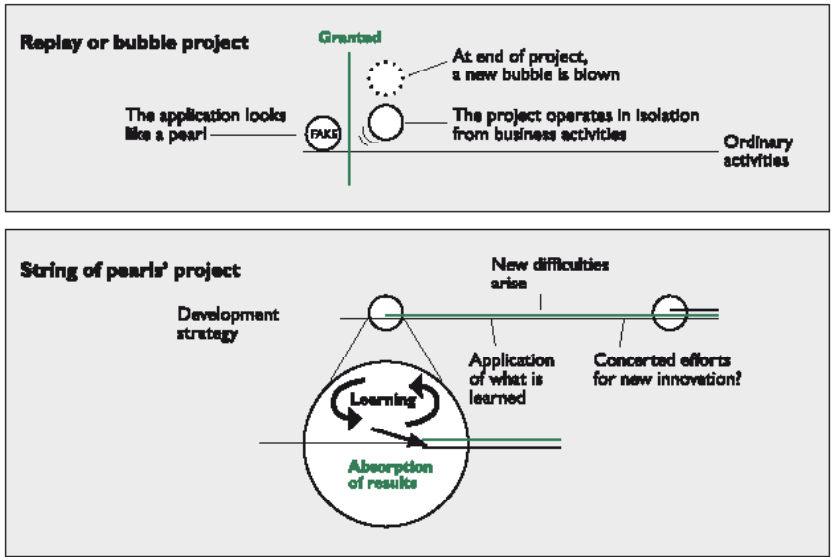 Replay or bubble project
Granted
At end of project,
a new bubble is blown
The application looks
like a pearl
FAKE
The project operates in isolation
from business activities
Ordinary
activities
String of pearls' project
New difficulties
arise
Development
strategy
Application
of what is
learned
Concerted efforts
for new innovation?
Learning
Absorption
of results